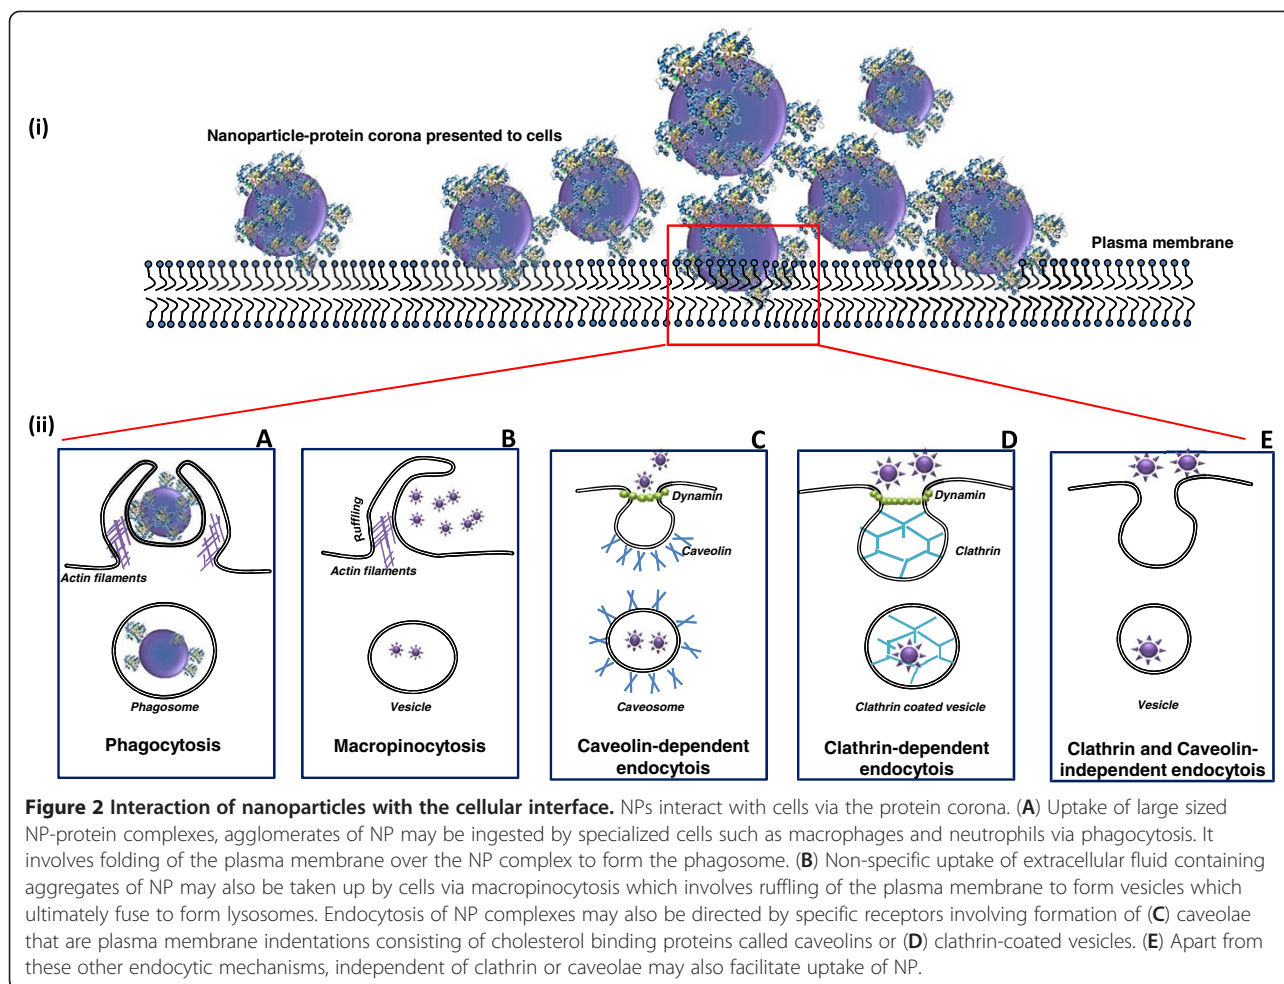 (i)
Nanoparticle-protein corona presented to cells
Plasma membrane
(ii)
A
Actin filaments
Phagosome
Phagocytosis
B
Ruffling
Actin filaments
Vesicle
Macropinocytosis
C
Dynamin
Caveolin
Caveosome
Caveolin-dependent
endocytois
D
Dynamin
Clathrin
Clathrin coated vesicle
Clathrin-dependent
endocytois
E
Vesicle
Clathrin and Caveolin-
independent endocytois
Figure 2 Interaction of nanoparticles with the cellular interface. NPs interact with cells via the protein corona. (A) Uptake of large sized
NP-protein complexes, agglomerates of NP may be ingested by specialized cells such as macrophages and neutrophils via phagocytosis. It
involves folding of the plasma membrane over the NP complex to form the phagosome. (B) Non-specific uptake of extracellular fluid containing
aggregates of NP may also be taken up by cells via macropinocytosis which involves ruffling of the plasma membrane to form vesicles which
ultimately fuse to form lysosomes. Endocytosis of NP complexes may also be directed by specific receptors involving formation of (C) caveolae
that are plasma membrane indentations consisting of cholesterol binding proteins called caveolins or (D) clathrin-coated vesicles. (E) Apart from
these other endocytic mechanisms, independent of clathrin or caveolae may also facilitate uptake of NP.